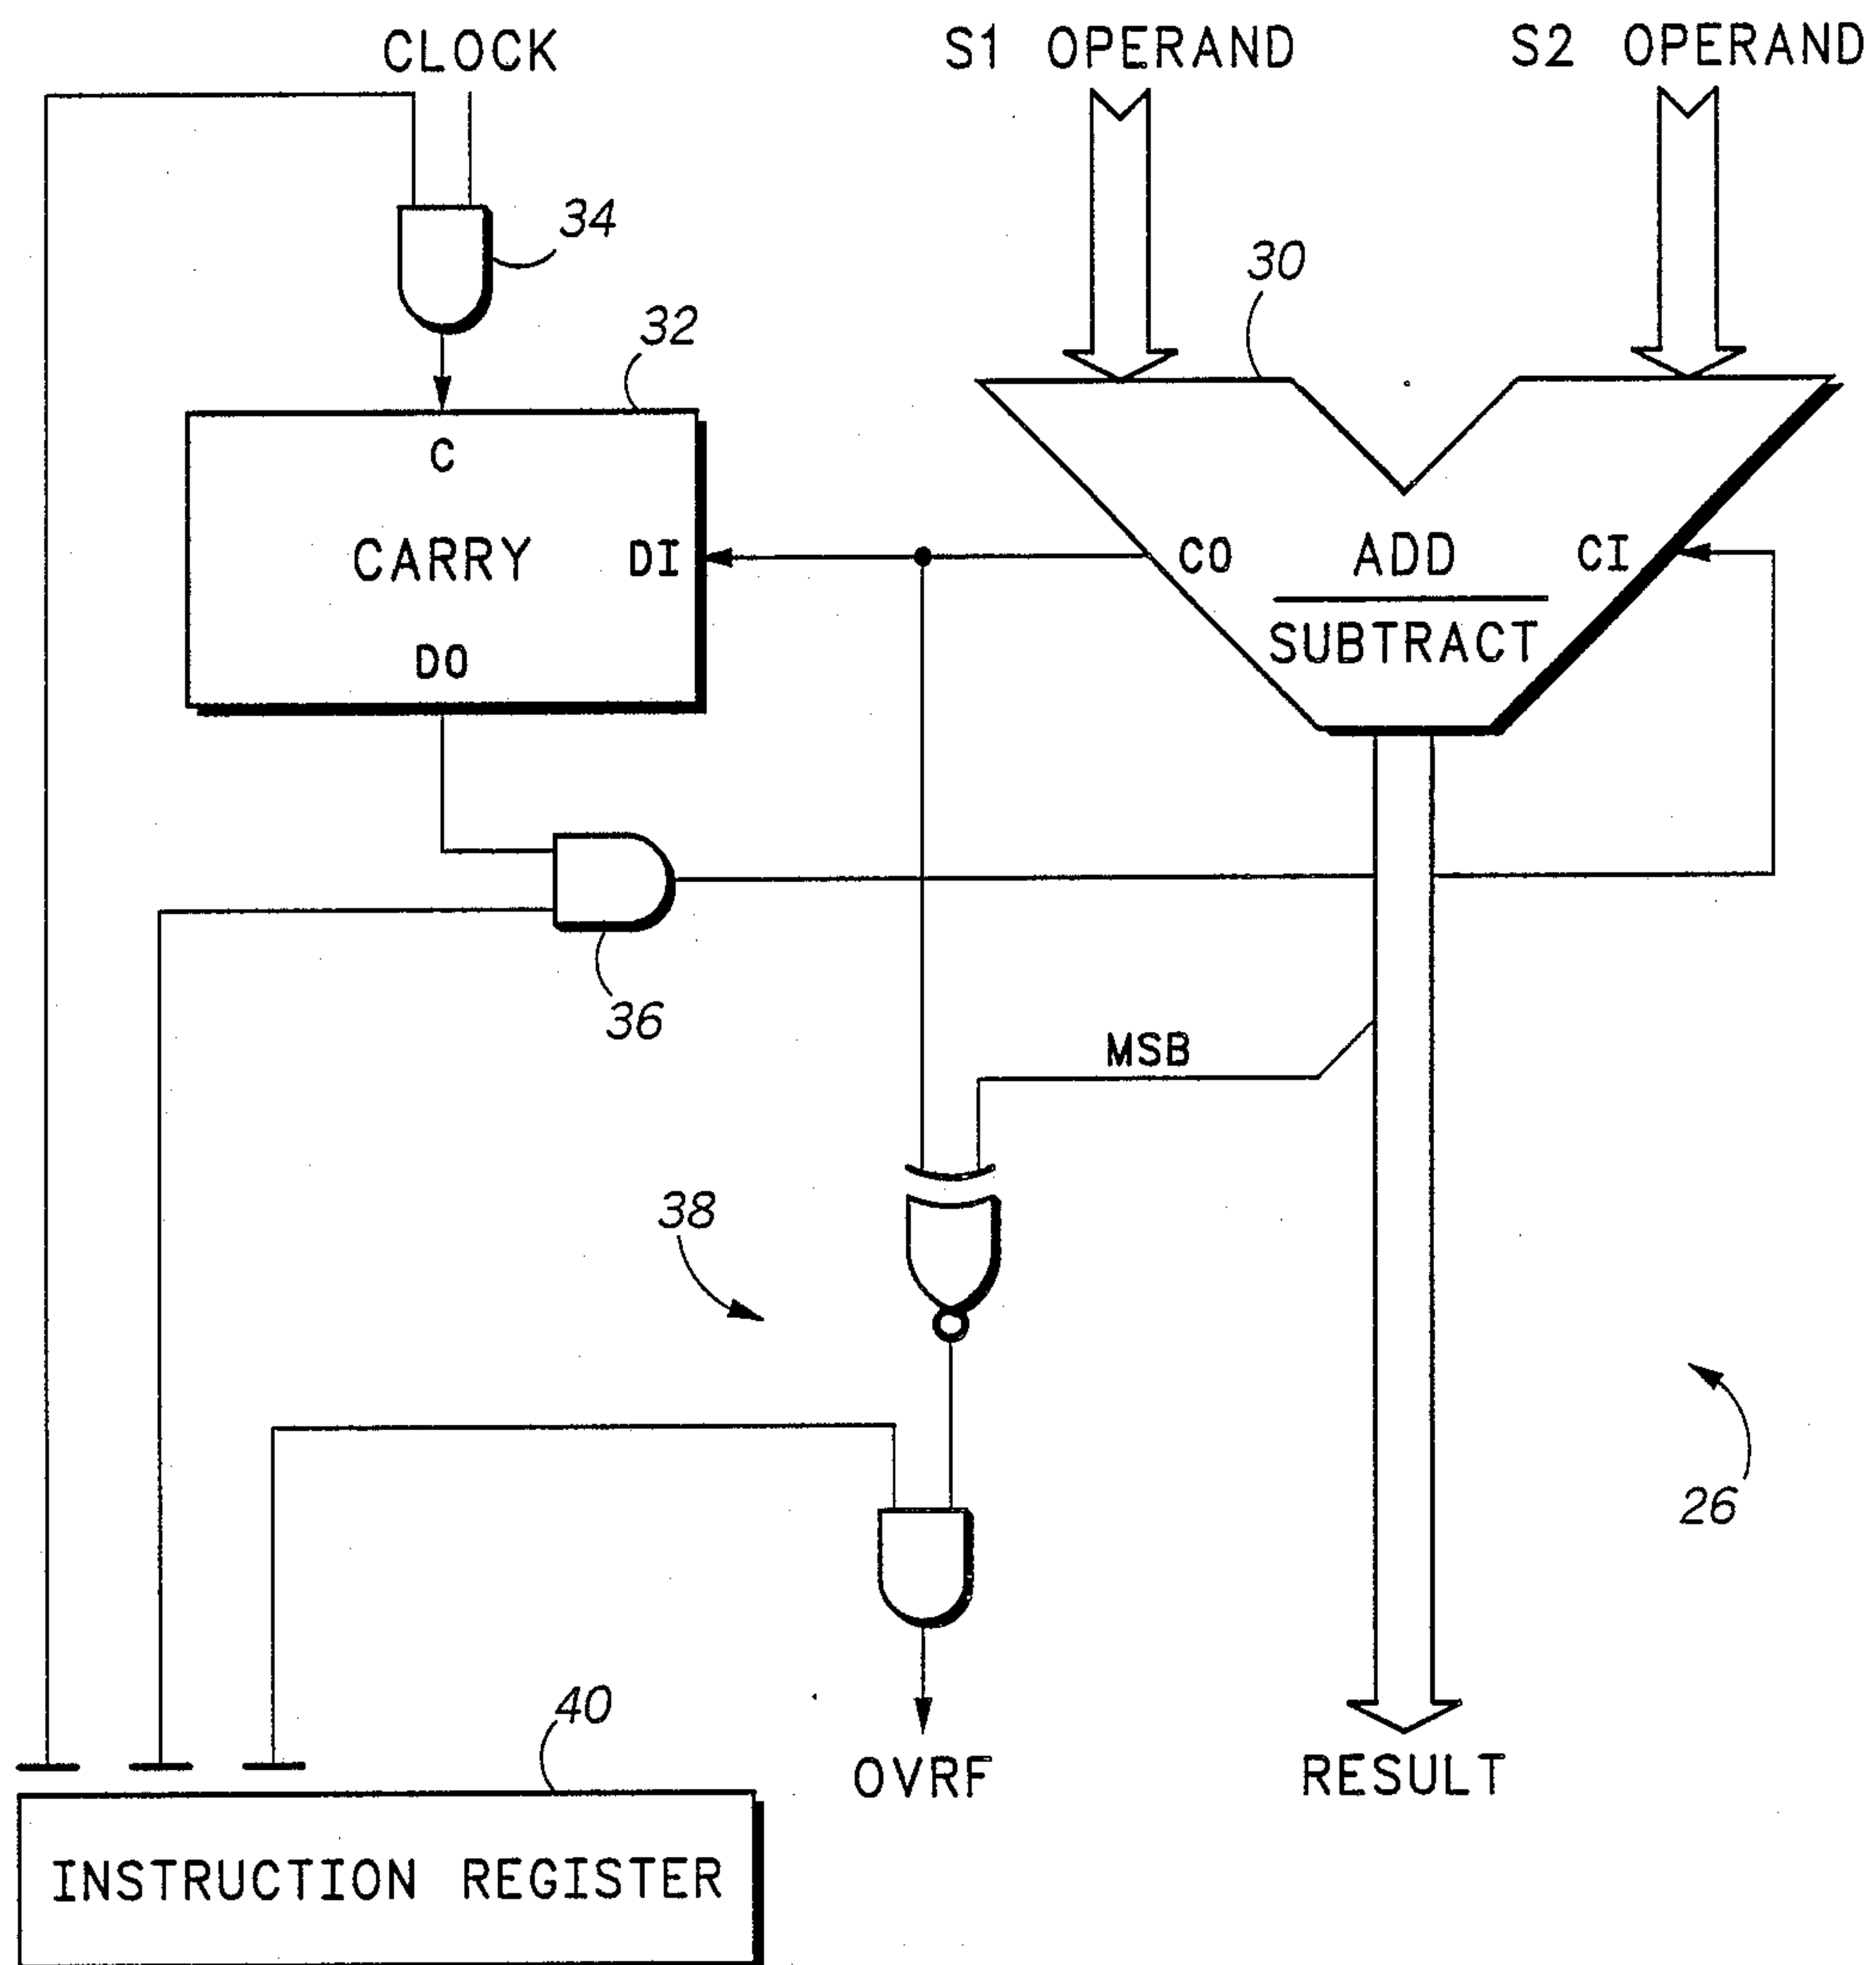 CLOCK
S1 OPERAND
S2 OPERAND
34
30
32
C
CARRY
DI
DO
CO
ADD
CI
SUBTRACT
36
MSB
38
26
40
OVRF
RESULT
INSTRUCTION REGISTER